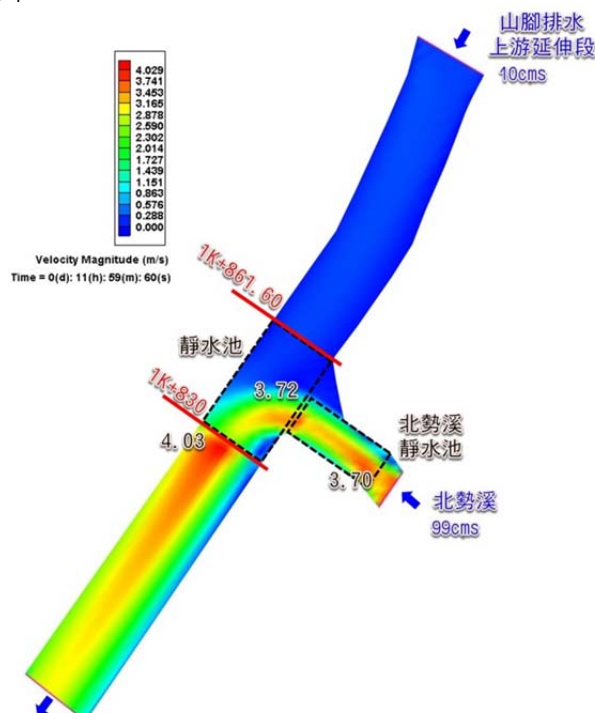 山腳排水
上游延伸段
10cms
4.029
3.741
3.453
3.165
2.878
2.590
2.302
2.014
1.727
1.439
1.151
0.863
0.576
0.288
0.000
Velocity Magnitude (m/s)
Time = 0(d): 11(h): 59(m): 60(s)
1K+861.60
靜水池
1K+830
3.72
4.03
北勢溪
靜水池
3.70
北勢溪
99cms